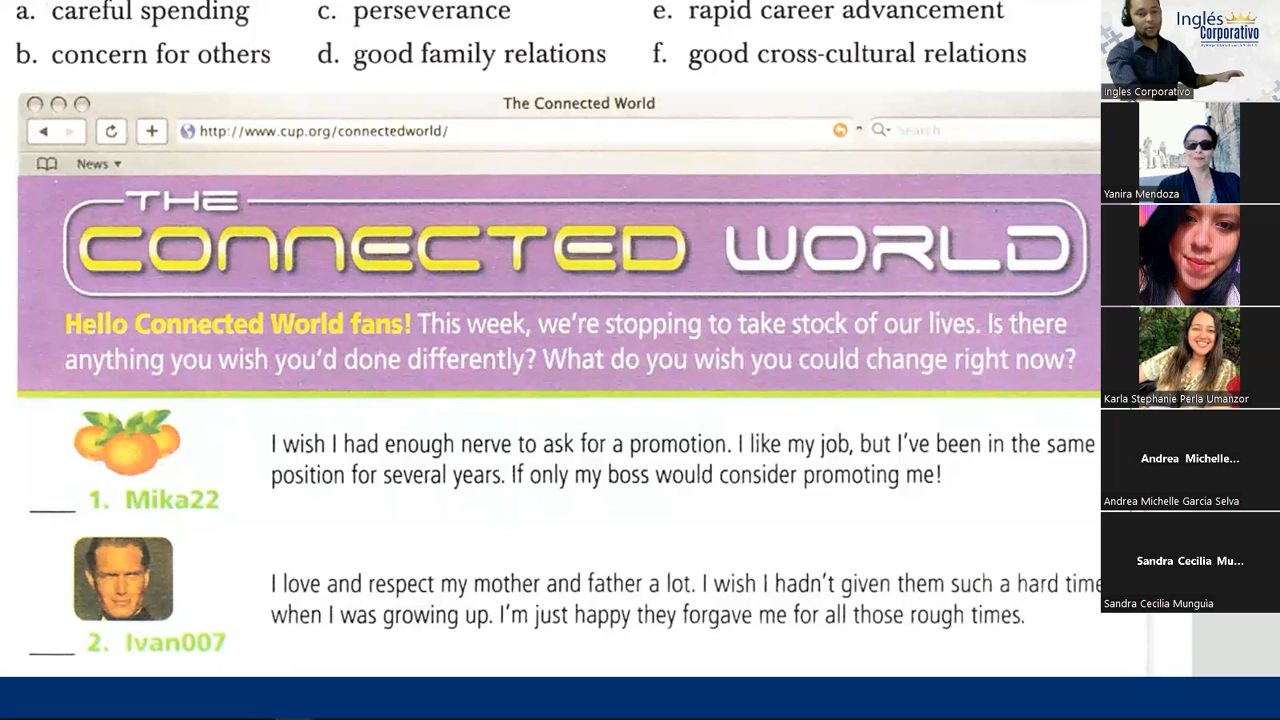 a. careful spending c. perseverance e. rapid career advancement
b. concern for others d. good family relations f. good cross-cultural relations
The Connected World
http://www.cup.org/connectedworld/
Search
News
THE
CONNECTED WORLD
Hello Connected World fans! This week, we're stopping to take stock of our lives. Is there
anything you wish you'd done differently? What do you wish you could change right now?
I wish I had enough nerve to ask for a promotion. I like my job, but I've been in the same
position for several years. If only my boss would consider promoting me!
____ 1. Mika22
I love and respect my mother and father a lot. I wish I hadn't given them such a hard time
when I was growing up. I'm just happy they forgave me for all those rough times.
____ 2. Ivan007
Inglés
Corporativo
Ingles Corporativo
Yanira Mendoza
Karla Stephanie Perla Umanzor
Andrea Michelle...
Andrea Michelle Garcia Selva
Sandra Cecilia Mu...
Sandra Cecilia Munguia